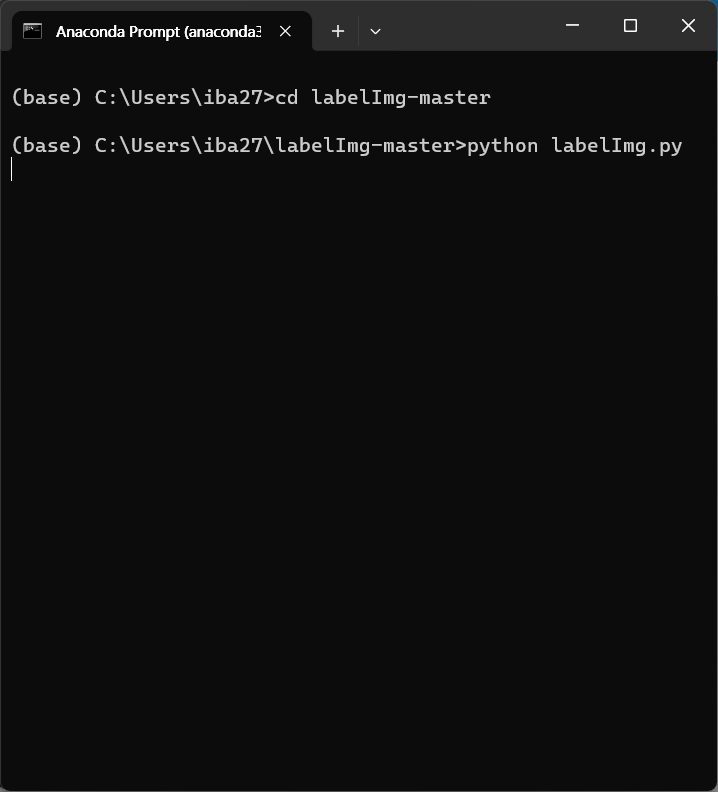 Anaconda Prompt (anaconda3
(base) C:\Users\iba27>cd labelImg-master
(base) C:\Users\iba27\labelImg-master>python labelImg.py